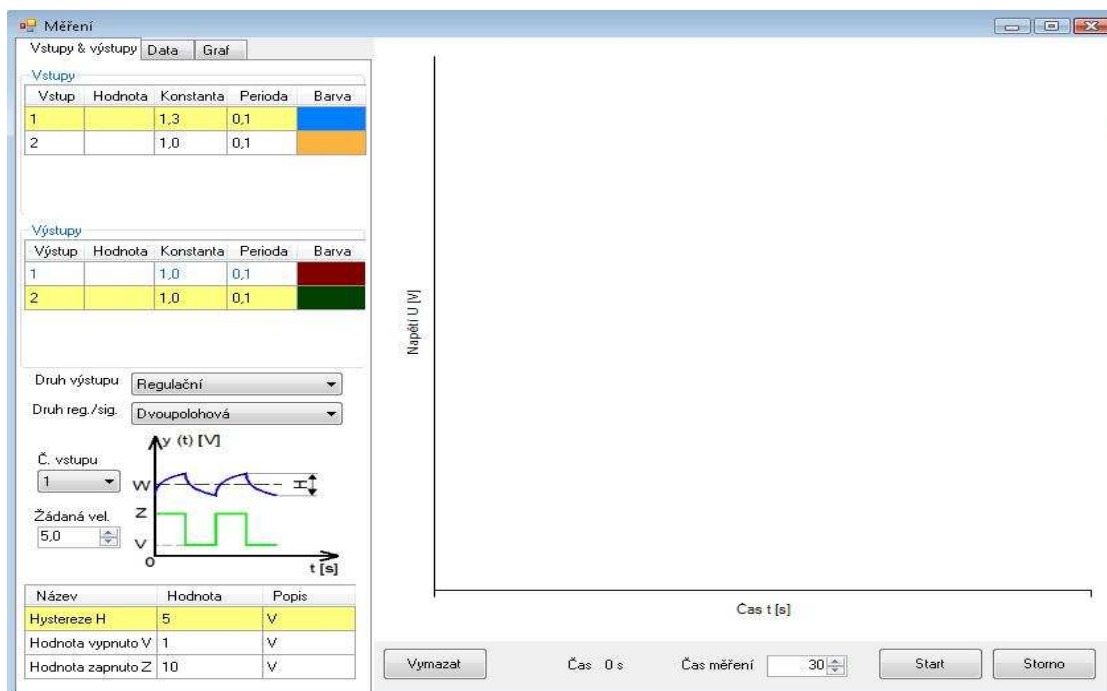 Měření
Vstupy & výstupy Data Graf
Vstupy
Vstup Hodnota Konstanta Perioda Barva
1 1,3 0,1
2 1,0 0,1
Výstupy
Výstup Hodnota Konstanta Perioda Barva
1 1,0 0,1
2 1,0 0,1
Druh výstupu Regulační
Druh reg./sig. Dvoupolohová
Č. vstupu
1
Žádaná vel.
5,0
y (t) [V]
W
H
Z
V
0
t [s]
Název Hodnota Popis
Hystereze H 5 V
Hodnota vypnuto V 1 V
Hodnota zapnuto Z 10 V
Napětí U [V]
Čas t [s]
Vymazat Čas 0 s Čas měření 30 Start Storno